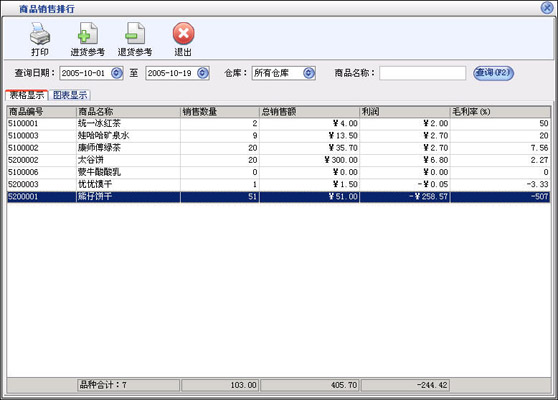 商品销售排行
打印 进货参考 退货参考 退出
查询日期： 2005-10-01 至 2005-10-19 仓库： 所有仓库 商品名称： 查询(F2)
表格显示 图表显示
商品编号 商品名称 销售数量 总销售额 利润 毛利率(%)
5100001 统一冰红茶 2 ￥4.00 ￥2.00 50
5100003 娃哈哈矿泉水 9 ￥13.50 ￥2.70 20
5100002 康师傅绿茶 20 ￥35.70 ￥2.70 7.56
5200002 太谷饼 20 ￥300.00 ￥6.80 2.27
5100006 蒙牛酸酸乳 0 ￥0.00 ￥0.00 0
5200003 忧忧馍干 1 ￥1.50 -￥0.05 -3.33
5200001 熊仔饼干 51 ￥51.00 -￥258.57 -507
品种合计：7 103.00 405.70 -244.42